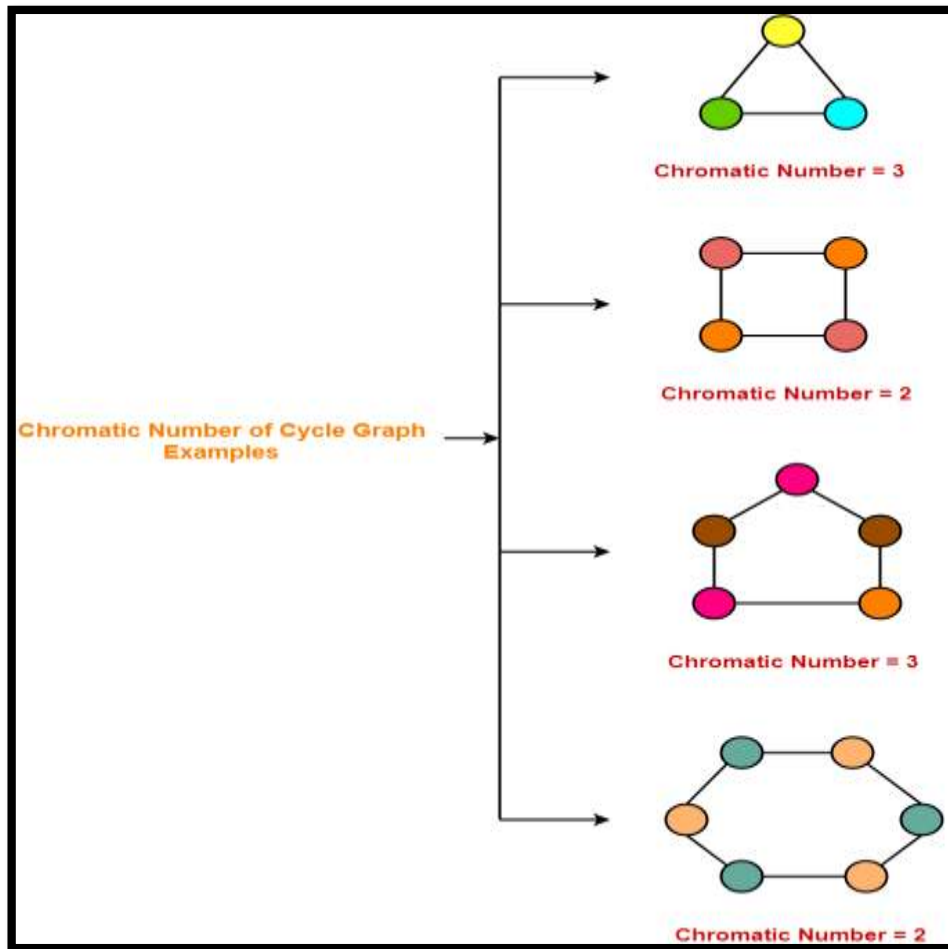 Chromatic Number = 3
Chromatic Number = 2
Chromatic Number of Cycle Graph
Examples
Chromatic Number = 3
Chromatic Number = 2